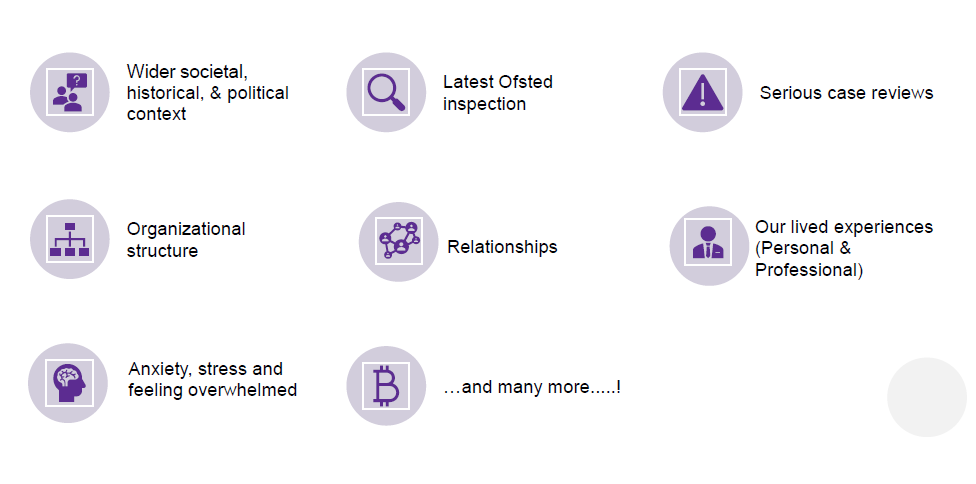 Wider societal,
historical, & political
context
Latest Ofsted
inspection
Serious case reviews
Organizational
structure
Relationships
Our lived experiences
(Personal &
Professional)
Anxiety, stress and
feeling overwhelmed
…and many more.....!